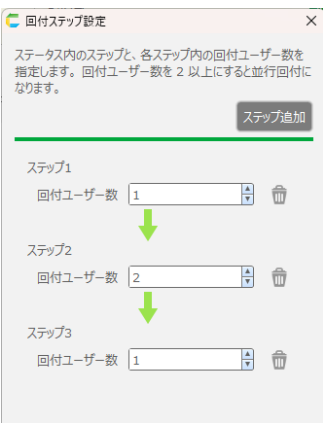 回付ステップ設定
ステータス内のステップと、各ステップ内の回付ユーザー数を
指定します。回付ユーザー数を 2 以上にすると並行回付に
なります。
ステップ追加
ステップ1
回付ユーザー数 1
ステップ2
回付ユーザー数 2
ステップ3
回付ユーザー数 1